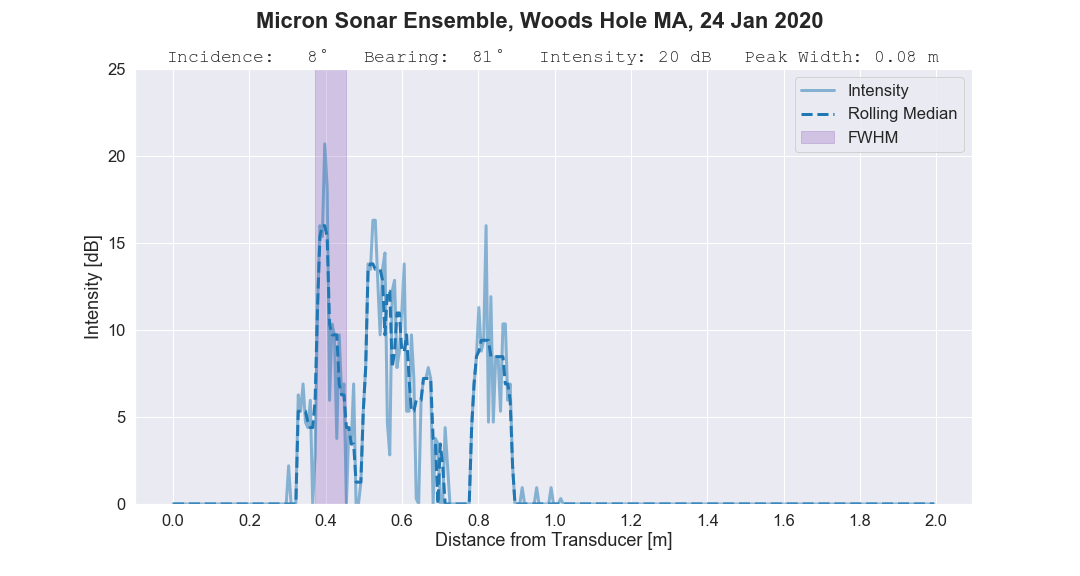 Micron Sonar Ensemble, Woods Hole MA, 24 Jan 2020
Incidence: 8° Bearing: 81° Intensity: 20 dB Peak Width: 0.08 m
25
20
15
10
5
0
Intensity [dB]
Intensity
Rolling Median
FWHM
0.0 0.2 0.4 0.6 0.8 1.0 1.2 1.4 1.6 1.8 2.0
Distance from Transducer [m]